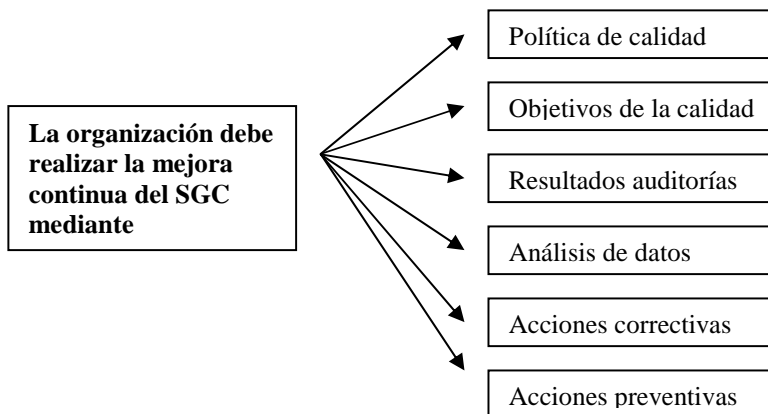 La organización debe
realizar la mejora
continua del SGC
mediante
Política de calidad
Objetivos de la calidad
Resultados auditorías
Análisis de datos
Acciones correctivas
Acciones preventivas